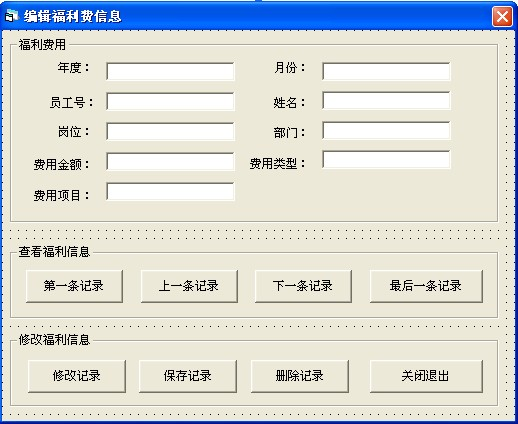 编辑福利费信息
福利费用
年度： 月份：
员工号： 姓名：
岗位： 部门：
费用金额： 费用类型：
费用项目：
查看福利信息
第一条记录 上一条记录 下一条记录 最后一条记录
修改福利信息
修改记录 保存记录 删除记录 关闭退出